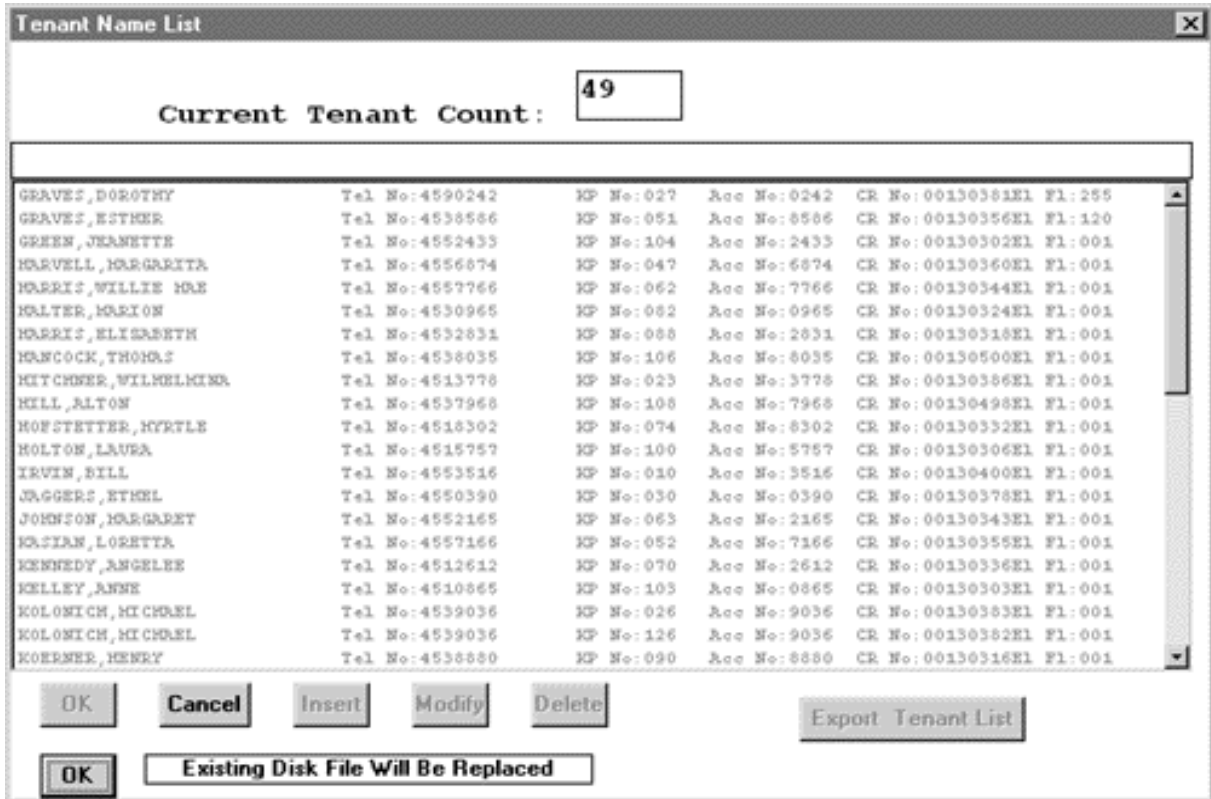 Tenant Name List
Current Tenant Count: 49
GRAVES,DOROTHY Tel No:4590242 KP No:027 Acc No:0242 CR No:00130381E1 Fl:255
GRAVES,ESTHER Tel No:4538586 KP No:051 Acc No:8586 CR No:00130356E1 Fl:120
GREEN,JEANETTE Tel No:4552433 KP No:104 Acc No:2433 CR No:00130302E1 Fl:001
HARVELL,MARGARITA Tel No:4556874 KP No:047 Acc No:6874 CR No:00130360E1 Fl:001
HARRIS,WILLIE MAE Tel No:4557766 KP No:062 Acc No:7766 CR No:00130344E1 Fl:001
HALTER,MARION Tel No:4530965 KP No:082 Acc No:0965 CR No:00130324E1 Fl:001
HARRIS,ELISABETH Tel No:4532831 KP No:088 Acc No:2831 CR No:00130318E1 Fl:001
HANCOCK,THOMAS Tel No:4538035 KP No:106 Acc No:8035 CR No:00130500E1 Fl:001
HITCHNER,WILHELMINA Tel No:4513778 KP No:023 Acc No:3778 CR No:00130386E1 Fl:001
HILL,ALTON Tel No:4537968 KP No:108 Acc No:7968 CR No:00130498E1 Fl:001
HOFSTETTER,MYRTLE Tel No:4518302 KP No:074 Acc No:8302 CR No:00130332E1 Fl:001
HOLTON,LAURA Tel No:4515757 KP No:100 Acc No:5757 CR No:00130306E1 Fl:001
IRVIN,BILL Tel No:4553516 KP No:010 Acc No:3516 CR No:00130400E1 Fl:001
JAGGERS,ETHEL Tel No:4550390 KP No:030 Acc No:0390 CR No:00130378E1 Fl:001
JOHNSON,MARGARET Tel No:4552165 KP No:063 Acc No:2165 CR No:00130343E1 Fl:001
KASIAN,LORETTA Tel No:4557166 KP No:052 Acc No:7166 CR No:00130355E1 Fl:001
KENNEDY,ANGELEE Tel No:4512612 KP No:070 Acc No:2612 CR No:00130336E1 Fl:001
KELLEY,ANNE Tel No:4510865 KP No:103 Acc No:0865 CR No:00130303E1 Fl:001
KOLONICH,MICHAEL Tel No:4539036 KP No:026 Acc No:9036 CR No:00130383E1 Fl:001
KOLONICH,MICHAEL Tel No:4539036 KP No:126 Acc No:9036 CR No:00130382E1 Fl:001
KOERNER,HENRY Tel No:4538880 KP No:090 Acc No:8880 CR No:00130316E1 Fl:001
OK Cancel Insert Modify Delete Export Tenant List
OK Existing Disk File Will Be Replaced